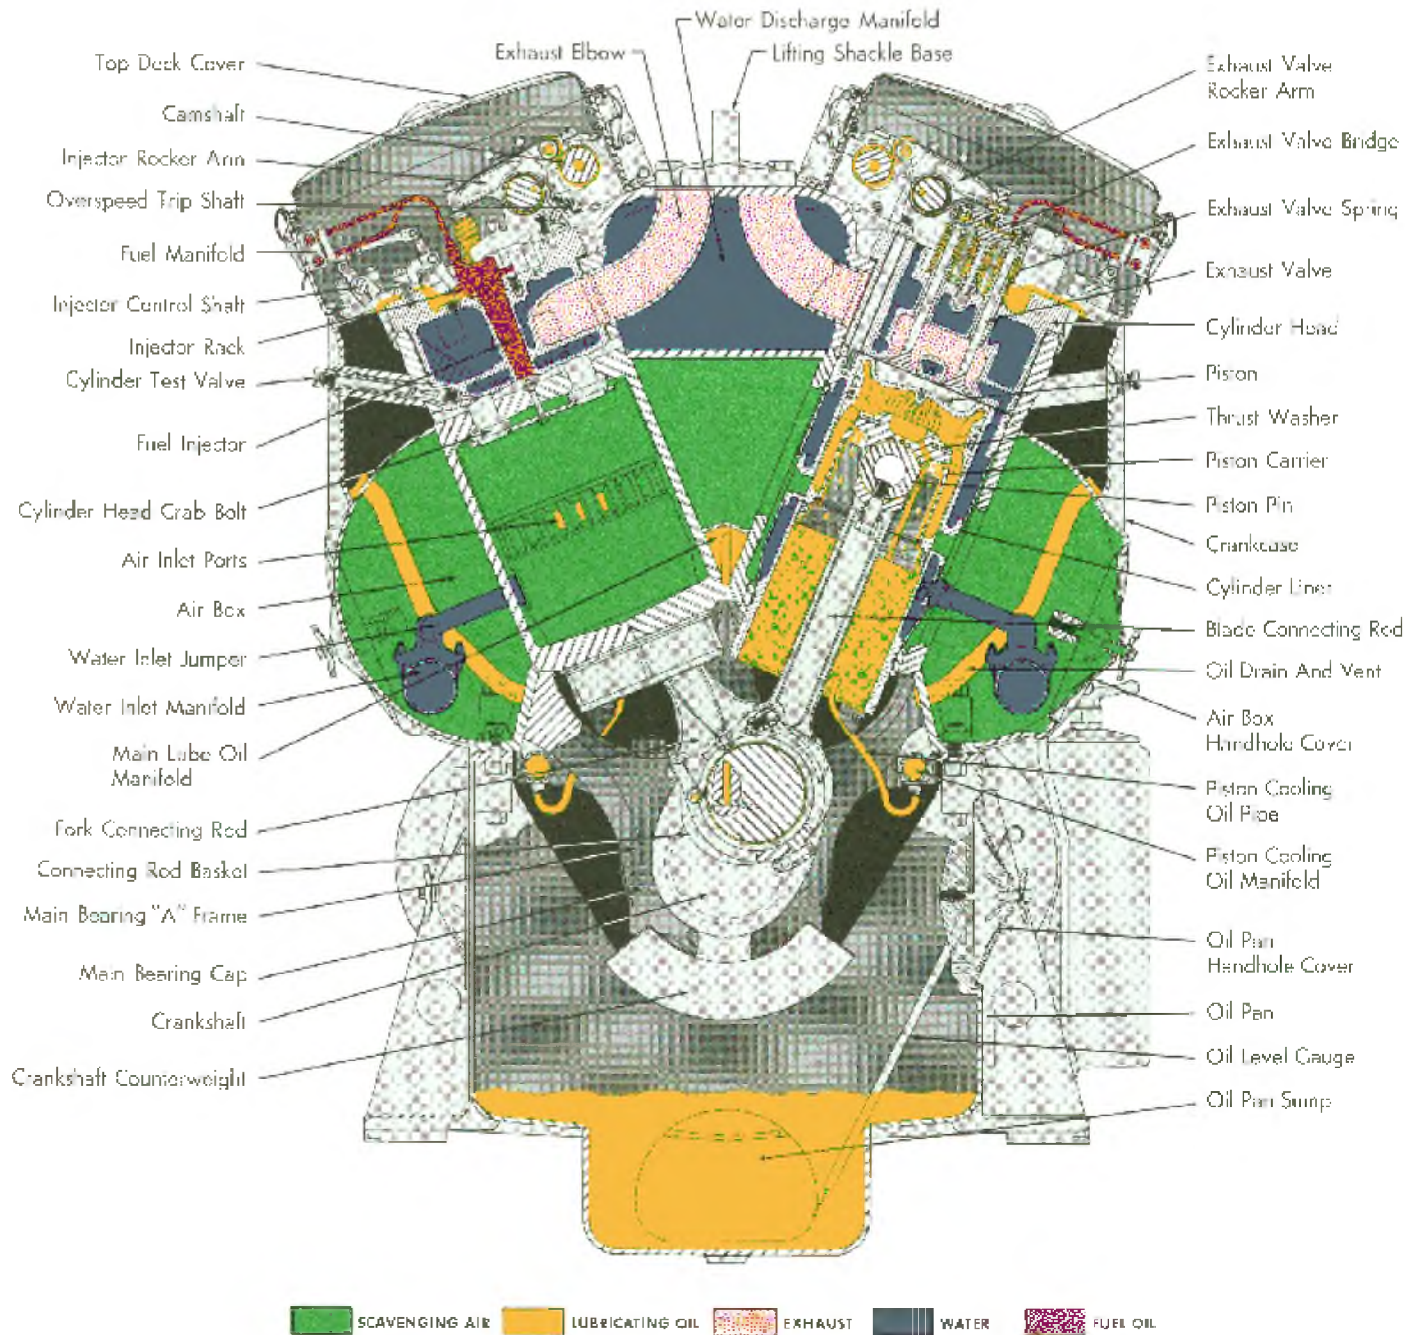 Water Discharge Manifold
Exhaust Elbow
Lifting Shackle Base
Top Deck Cover
Camshaft
Injector Rocker Arm
Overspeed Trip Shaft
Fuel Manifold
Injector Control Shaft
Injector Rack
Cylinder Test Valve
Fuel Injector
Cylinder Head Crab Bolt
Air Inlet Ports
Air Box
Water Inlet Jumper
Water Inlet Manifold
Main Lube Oil
Manifold
Fork Connecting Rod
Connecting Rod Basket
Main Bearing "A" Frame
Main Bearing Cap
Crankshaft
Crankshaft Counterweight
Exhaust Valve
Rocker Arm
Exhaust Valve Bridge
Exhaust Valve Spring
Exhaust Valve
Cylinder Head
Piston
Thrust Washer
Piston Carrier
Piston Pin
Crankcase
Cylinder Liner
Blade Connecting Rod
Oil Drain And Vent
Air Box
Handhole Cover
Piston Cooling
Oil Pipe
Piston Cooling
Oil Manifold
Oil Pan
Handhole Cover
Oil Pan
Oil Level Gauge
Oil Pan Sump
SCAVENGING AIR
LUBRICATING OIL
EXHAUST
WATER
FUEL OIL